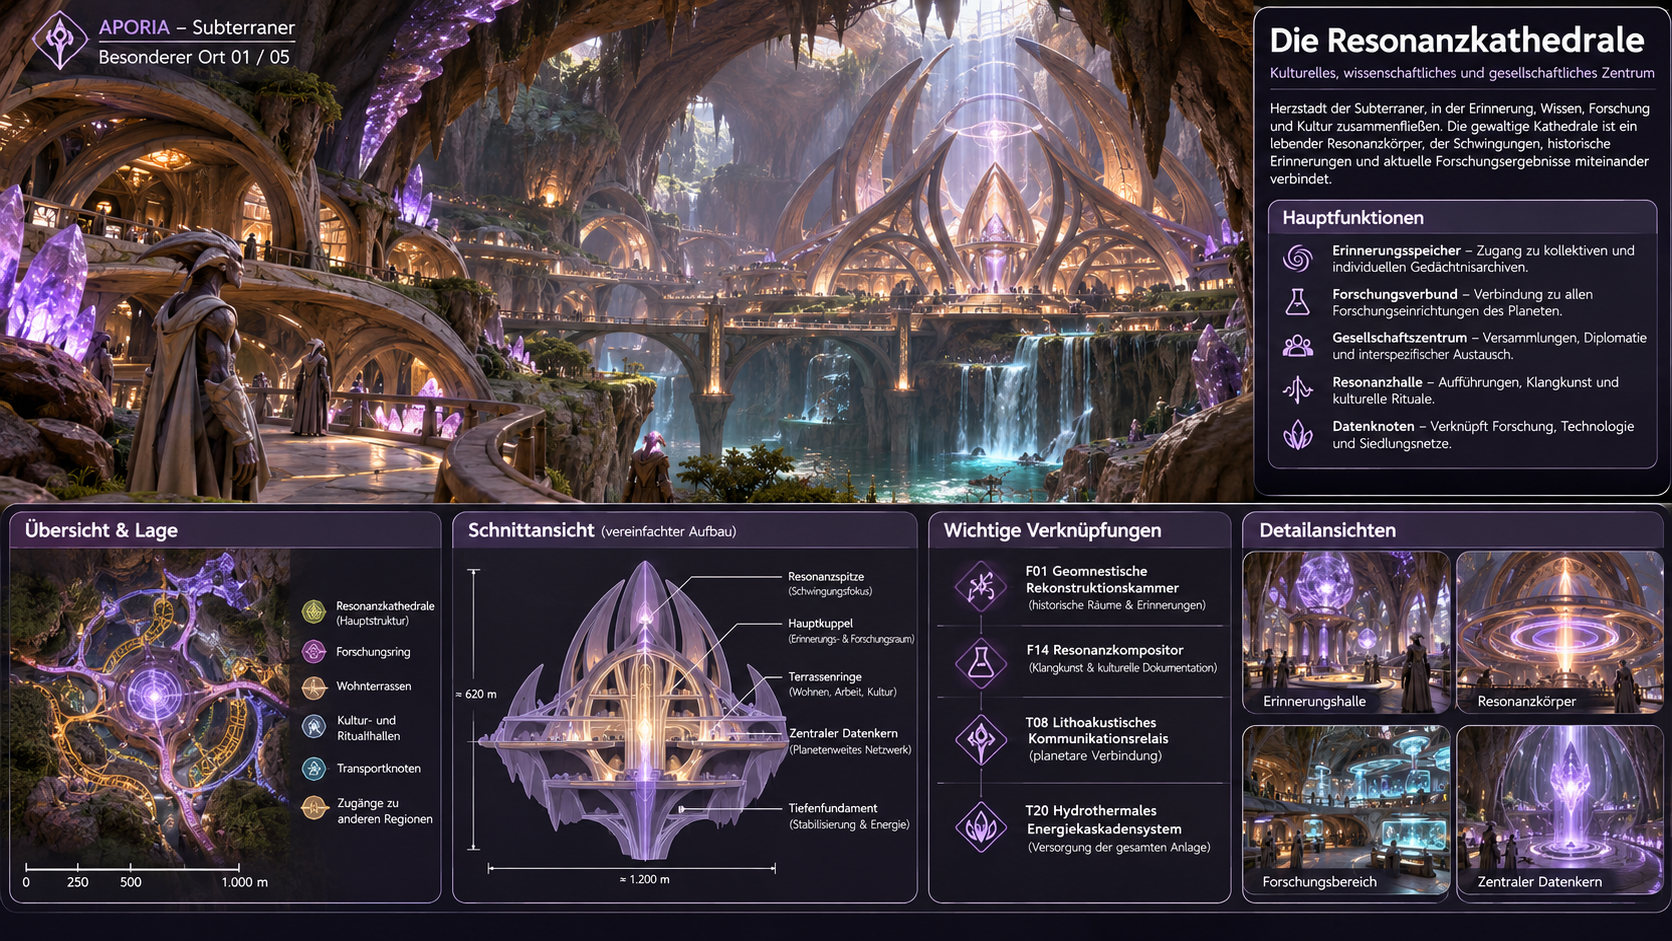 APORIA – Subterraner
Besonderer Ort 01 / 05
Die Resonanzkathedrale
Kulturelles, wissenschaftliches und gesellschaftliches Zentrum
Herzstadt der Subterraner, in der Erinnerung, Wissen, Forschung
und Kultur zusammenfließen. Die gewaltige Kathedrale ist ein
lebender Resonanzkörper, der Schwingungen, historische
Erinnerungen und aktuelle Forschungsergebnisse miteinander
verbindet.
Hauptfunktionen
Erinnerungsspeicher – Zugang zu kollektiven und
individuellen Gedächtnisarchiven.
Forschungsverbund – Verbindung zu allen
Forschungseinrichtungen des Planeten.
Gesellschaftszentrum – Versammlungen, Diplomatie
und interspezifischer Austausch.
Resonanzhalle – Aufführungen, Klangkunst und
kulturelle Rituale.
Datenknoten – Verknüpft Forschung, Technologie
und Siedlungsnetze.
Übersicht & Lage
Resonanzkathedrale
(Hauptstruktur)
Forschungsring
Wohnterrassen
Kultur- und
Ritualhallen
Transportknoten
Zugänge zu
anderen Regionen
0 250 500 1.000 m
Schnittansicht (vereinfachter Aufbau)
Resonanzspitze
(Schwingungsfokus)
Hauptkuppel
(Erinnerungs- & Forschungsraum)
Terrassenringe
(Wohnen, Arbeit, Kultur)
≈ 620 m
Zentraler Datenkern
(Planetenweites Netzwerk)
Tiefenfundament
(Stabilisierung & Energie)
≈ 1.200 m
Wichtige Verknüpfungen
F01 Geomnestische
Rekonstruktionskammer
(historische Räume & Erinnerungen)
F14 Resonanzkompositor
(Klangkunst & kulturelle Dokumentation)
T08 Lithoakustisches
Kommunikationsrelais
(planetare Verbindung)
T20 Hydrothermales
Energiekaskadensystem
(Versorgung der gesamten Anlage)
Detailansichten
Erinnerungshalle
Resonanzkörper
Forschungsbereich
Zentraler Datenkern